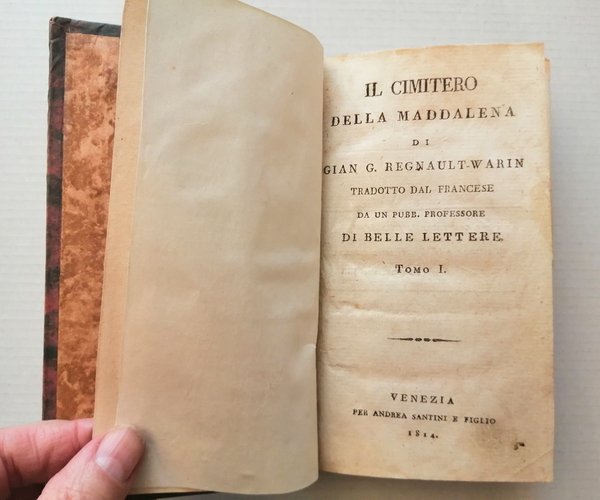 IL CIMITERO
DELLA MADDALENA
DI
GIAN G. REGNAULT-WARIN
TRADOTTO DAL FRANCESE
DA UN PUBB. PROFESSORE
DI BELLE LETTERE.
TOMO I.
VENEZIA
PER ANDREA SANTINI E FIGLIO
1814.